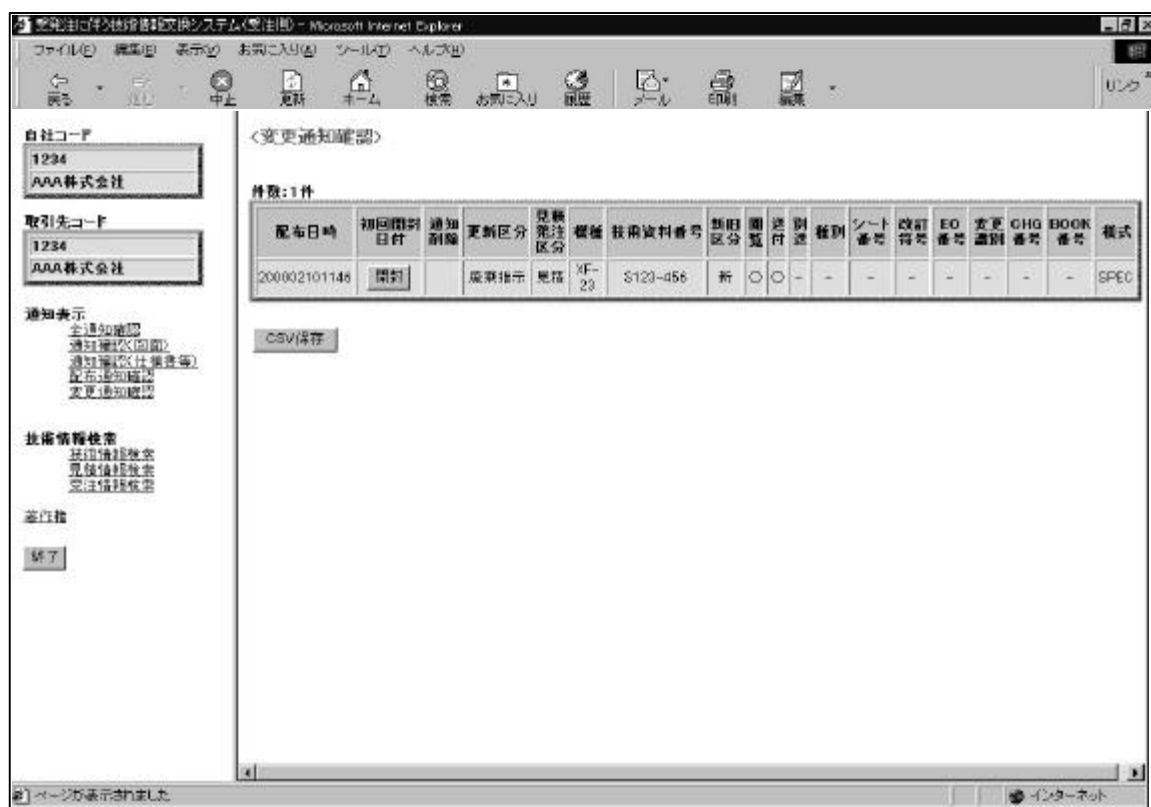 受発注に伴う技術情報交換システム(受注側) - Microsoft Internet Explorer
ファイル(F) 編集(E) 表示(V) お気に入り(A) ツール(T) ヘルプ(H)
戻る 進む 中止 更新 ホーム 検索 お気に入り 履歴 メール 印刷 編集 リンク
自社コード
1234
AAA株式会社
取引先コード
1234
AAA株式会社
通知表示
全通知確認
通知確認(図面)
通知確認(仕様書等)
配布通知確認
変更通知確認
技術情報検索
技術情報検索
見積情報検索
受注情報検索
著作権
終了
<変更通知確認>
件数:1件
配布日時 初回開封日付 通知削除 更新区分 見積発注区分 機種 技術資料番号 新旧区分 閲覧 送付 別送 種別 シート番号 改訂符号 EO番号 変更識別 CHG番号 BOOK番号 様式
200002101146 開封 廃棄指示 見積 XF-23 S123-456 新 ○ ○ - - - - - - - - SPEC
CSV保存
ページが表示されました インターネット